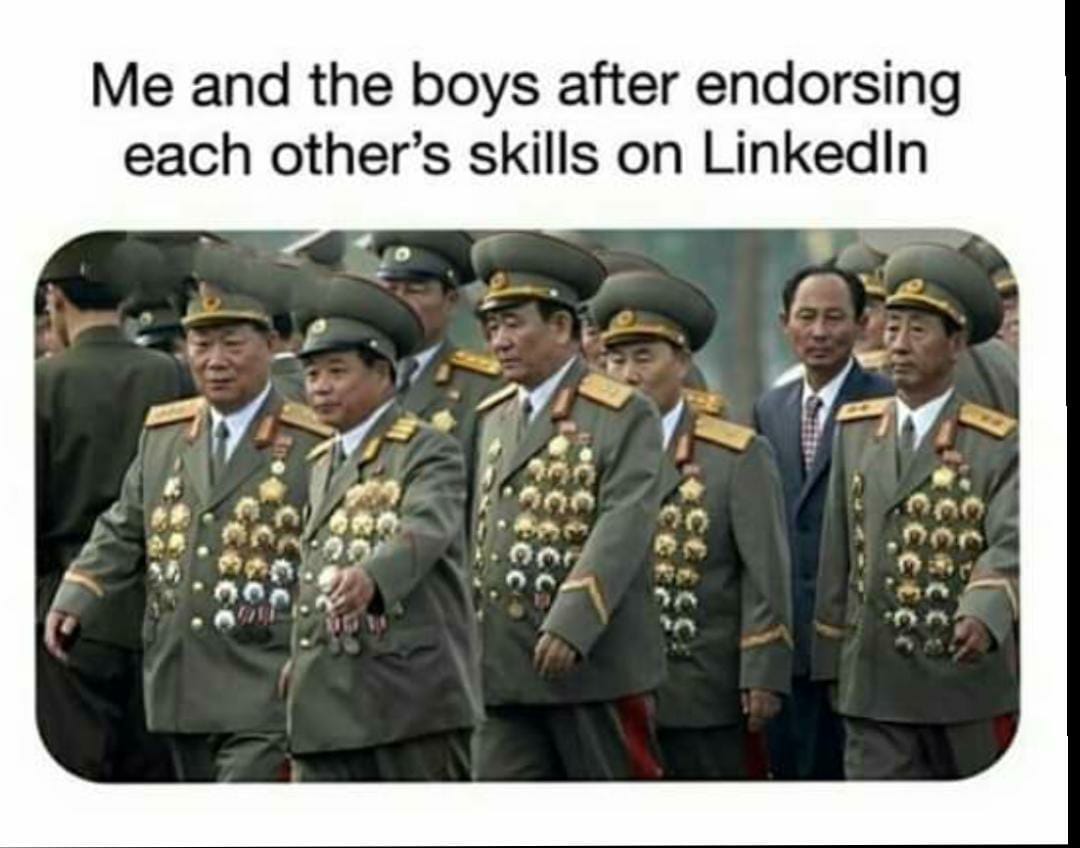 Me and the boys after endorsing
each other’s skills on LinkedIn